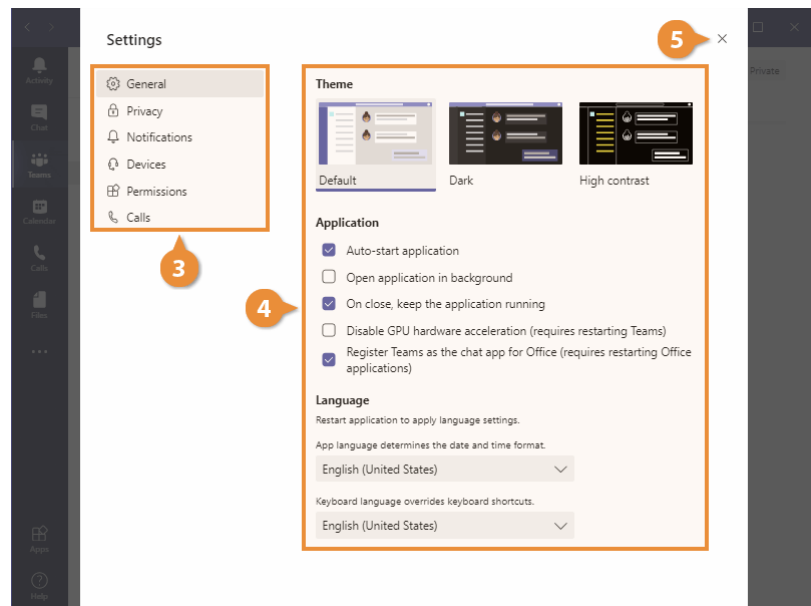 Settings
5
Private
Activity
Chat
Teams
Calendar
Calls
Files
Apps
Help
General
Privacy
Notifications
Devices
Permissions
Calls
3
4
Theme
Default
Dark
High contrast
Application
Auto-start application
Open application in background
On close, keep the application running
Disable GPU hardware acceleration (requires restarting Teams)
Register Teams as the chat app for Office (requires restarting Office
applications)
Language
Restart application to apply language settings.
App language determines the date and time format.
English (United States)
Keyboard language overrides keyboard shortcuts.
English (United States)